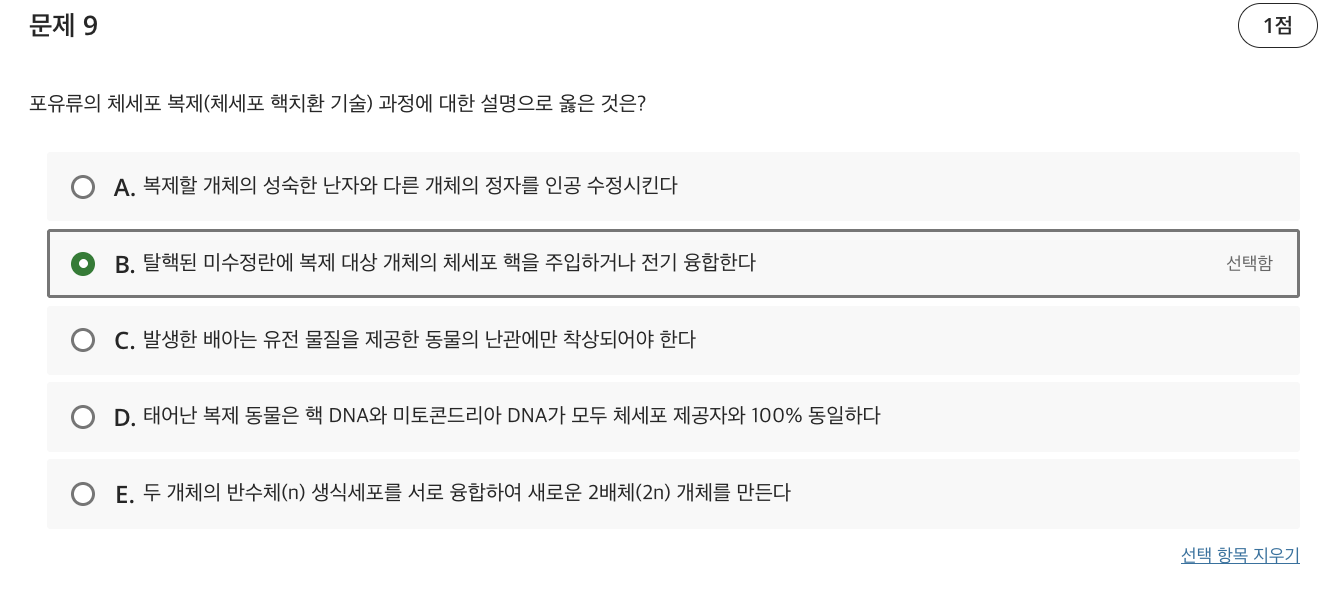 문제 9
1점
포유류의 체세포 복제(체세포 핵치환 기술) 과정에 대한 설명으로 옳은 것은?
A. 복제할 개체의 성숙한 난자와 다른 개체의 정자를 인공 수정시킨다
B. 탈핵된 미수정란에 복제 대상 개체의 체세포 핵을 주입하거나 전기 융합한다
선택함
C. 발생한 배아는 유전 물질을 제공한 동물의 난관에만 착상되어야 한다
D. 태어난 복제 동물은 핵 DNA와 미토콘드리아 DNA가 모두 체세포 제공자와 100% 동일하다
E. 두 개체의 반수체(n) 생식세포를 서로 융합하여 새로운 2배체(2n) 개체를 만든다
선택 항목 지우기